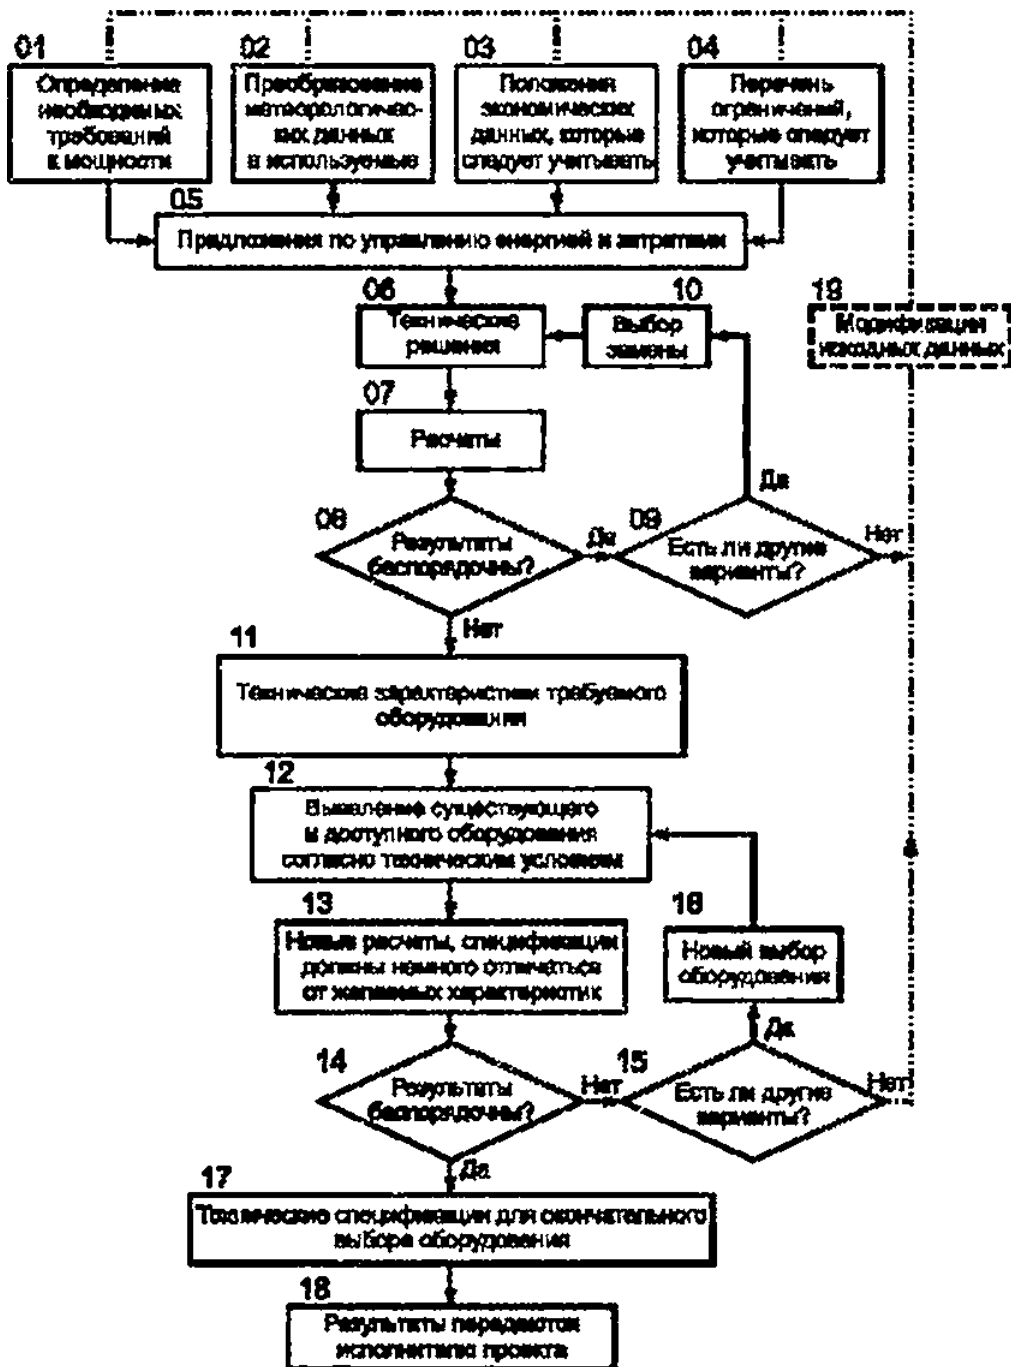 01
Определение
необходимых
требований
к мощности
02
Преобразование
метеорологичес-
ких данных
в используемые
03
Положения
экономических
данных, которые
следует учитывать
04
Перечень
ограничений,
которые следует
учитывать
05
Предложения по управлению енергией и затратами
06
Технические
решения
10
Выбор
замены
19
Модификации
исходных данных
07
Расчеты
08
Результаты
беспорядочны?
Да
09
Есть ли другие
варианты?
Да
Нет
Нет
11
Технические характеристики требуемого
оборудования
12
Выявление существующего
и доступного оборудования
согласно техническим условиям
13
Новые расчеты, спецификации
должны немного отличаться
от желаемых характеристик
16
Новый выбор
оборудования
14
Результаты
беспорядочны?
Нет
15
Есть ли другие
варианты?
Да
Нет
Да
17
Технические спецификации для окончательного
выбора оборудования
18
Результаты передаются
исполнителю проекта